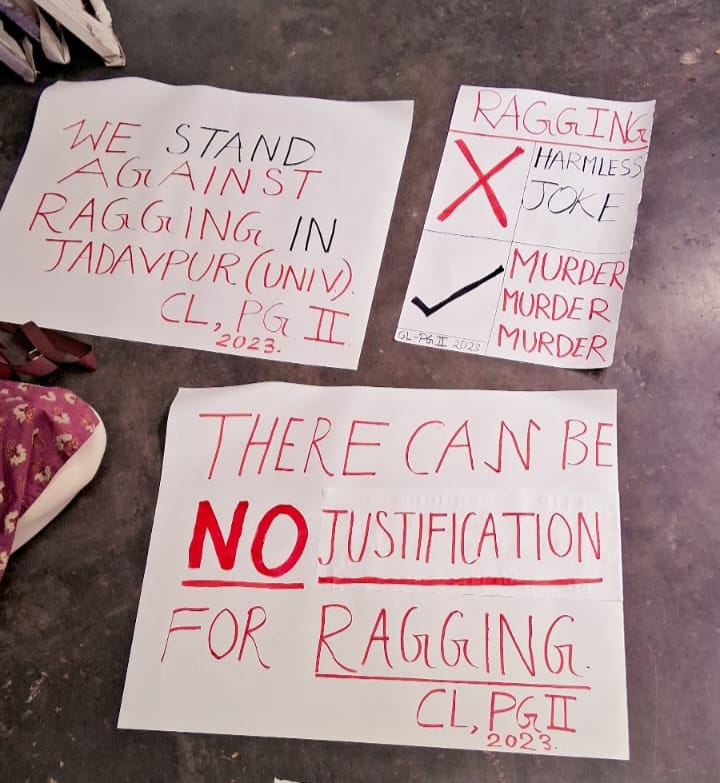 WE STAND
AGAINST
RAGGING IN
JADAVPUR (UNIV).
CL, PG II
2023.
RAGGING
HARMLESS
JOKE
MURDER
MURDER
MURDER
GL-PG II 2023
THERE CAN BE
NO JUSTIFICATION
FOR RAGGING.
CL, PG II
2023.